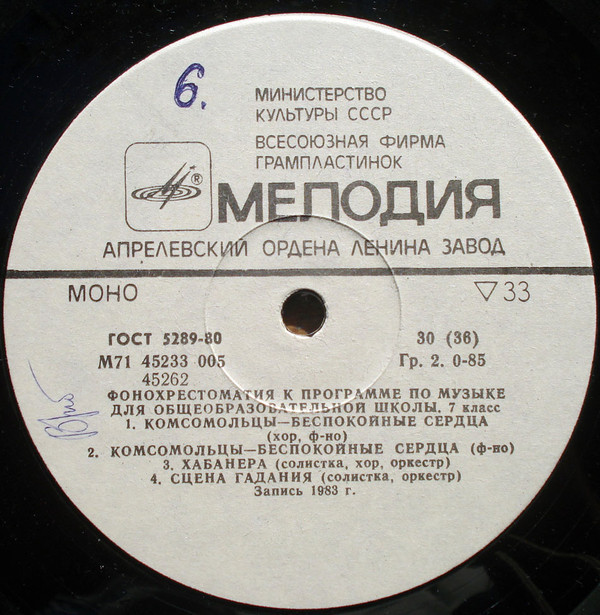 6.
МИНИСТЕРСТВО
КУЛЬТУРЫ СССР
ВСЕСОЮЗНАЯ ФИРМА
ГРАМПЛАСТИНОК
®
МЕЛОДИЯ
АПРЕЛЕВСКИЙ ОРДЕНА ЛЕНИНА ЗАВОД
МОНО ▽33
ГОСТ 5289-80 30 (36)
М71 45233 005 Гр. 2. 0-85
45262
ФОНОХРЕСТОМАТИЯ К ПРОГРАММЕ ПО МУЗЫКЕ
ДЛЯ ОБЩЕОБРАЗОВАТЕЛЬНОЙ ШКОЛЫ. 7 класс
1. КОМСОМОЛЬЦЫ—БЕСПОКОЙНЫЕ СЕРДЦА
(хор, ф-но)
2. КОМСОМОЛЬЦЫ—БЕСПОКОЙНЫЕ СЕРДЦА (ф-но)
3. ХАБАНЕРА (солистка, хор, оркестр)
4. СЦЕНА ГАДАНИЯ (солистка, оркестр)
Запись 1983 г.